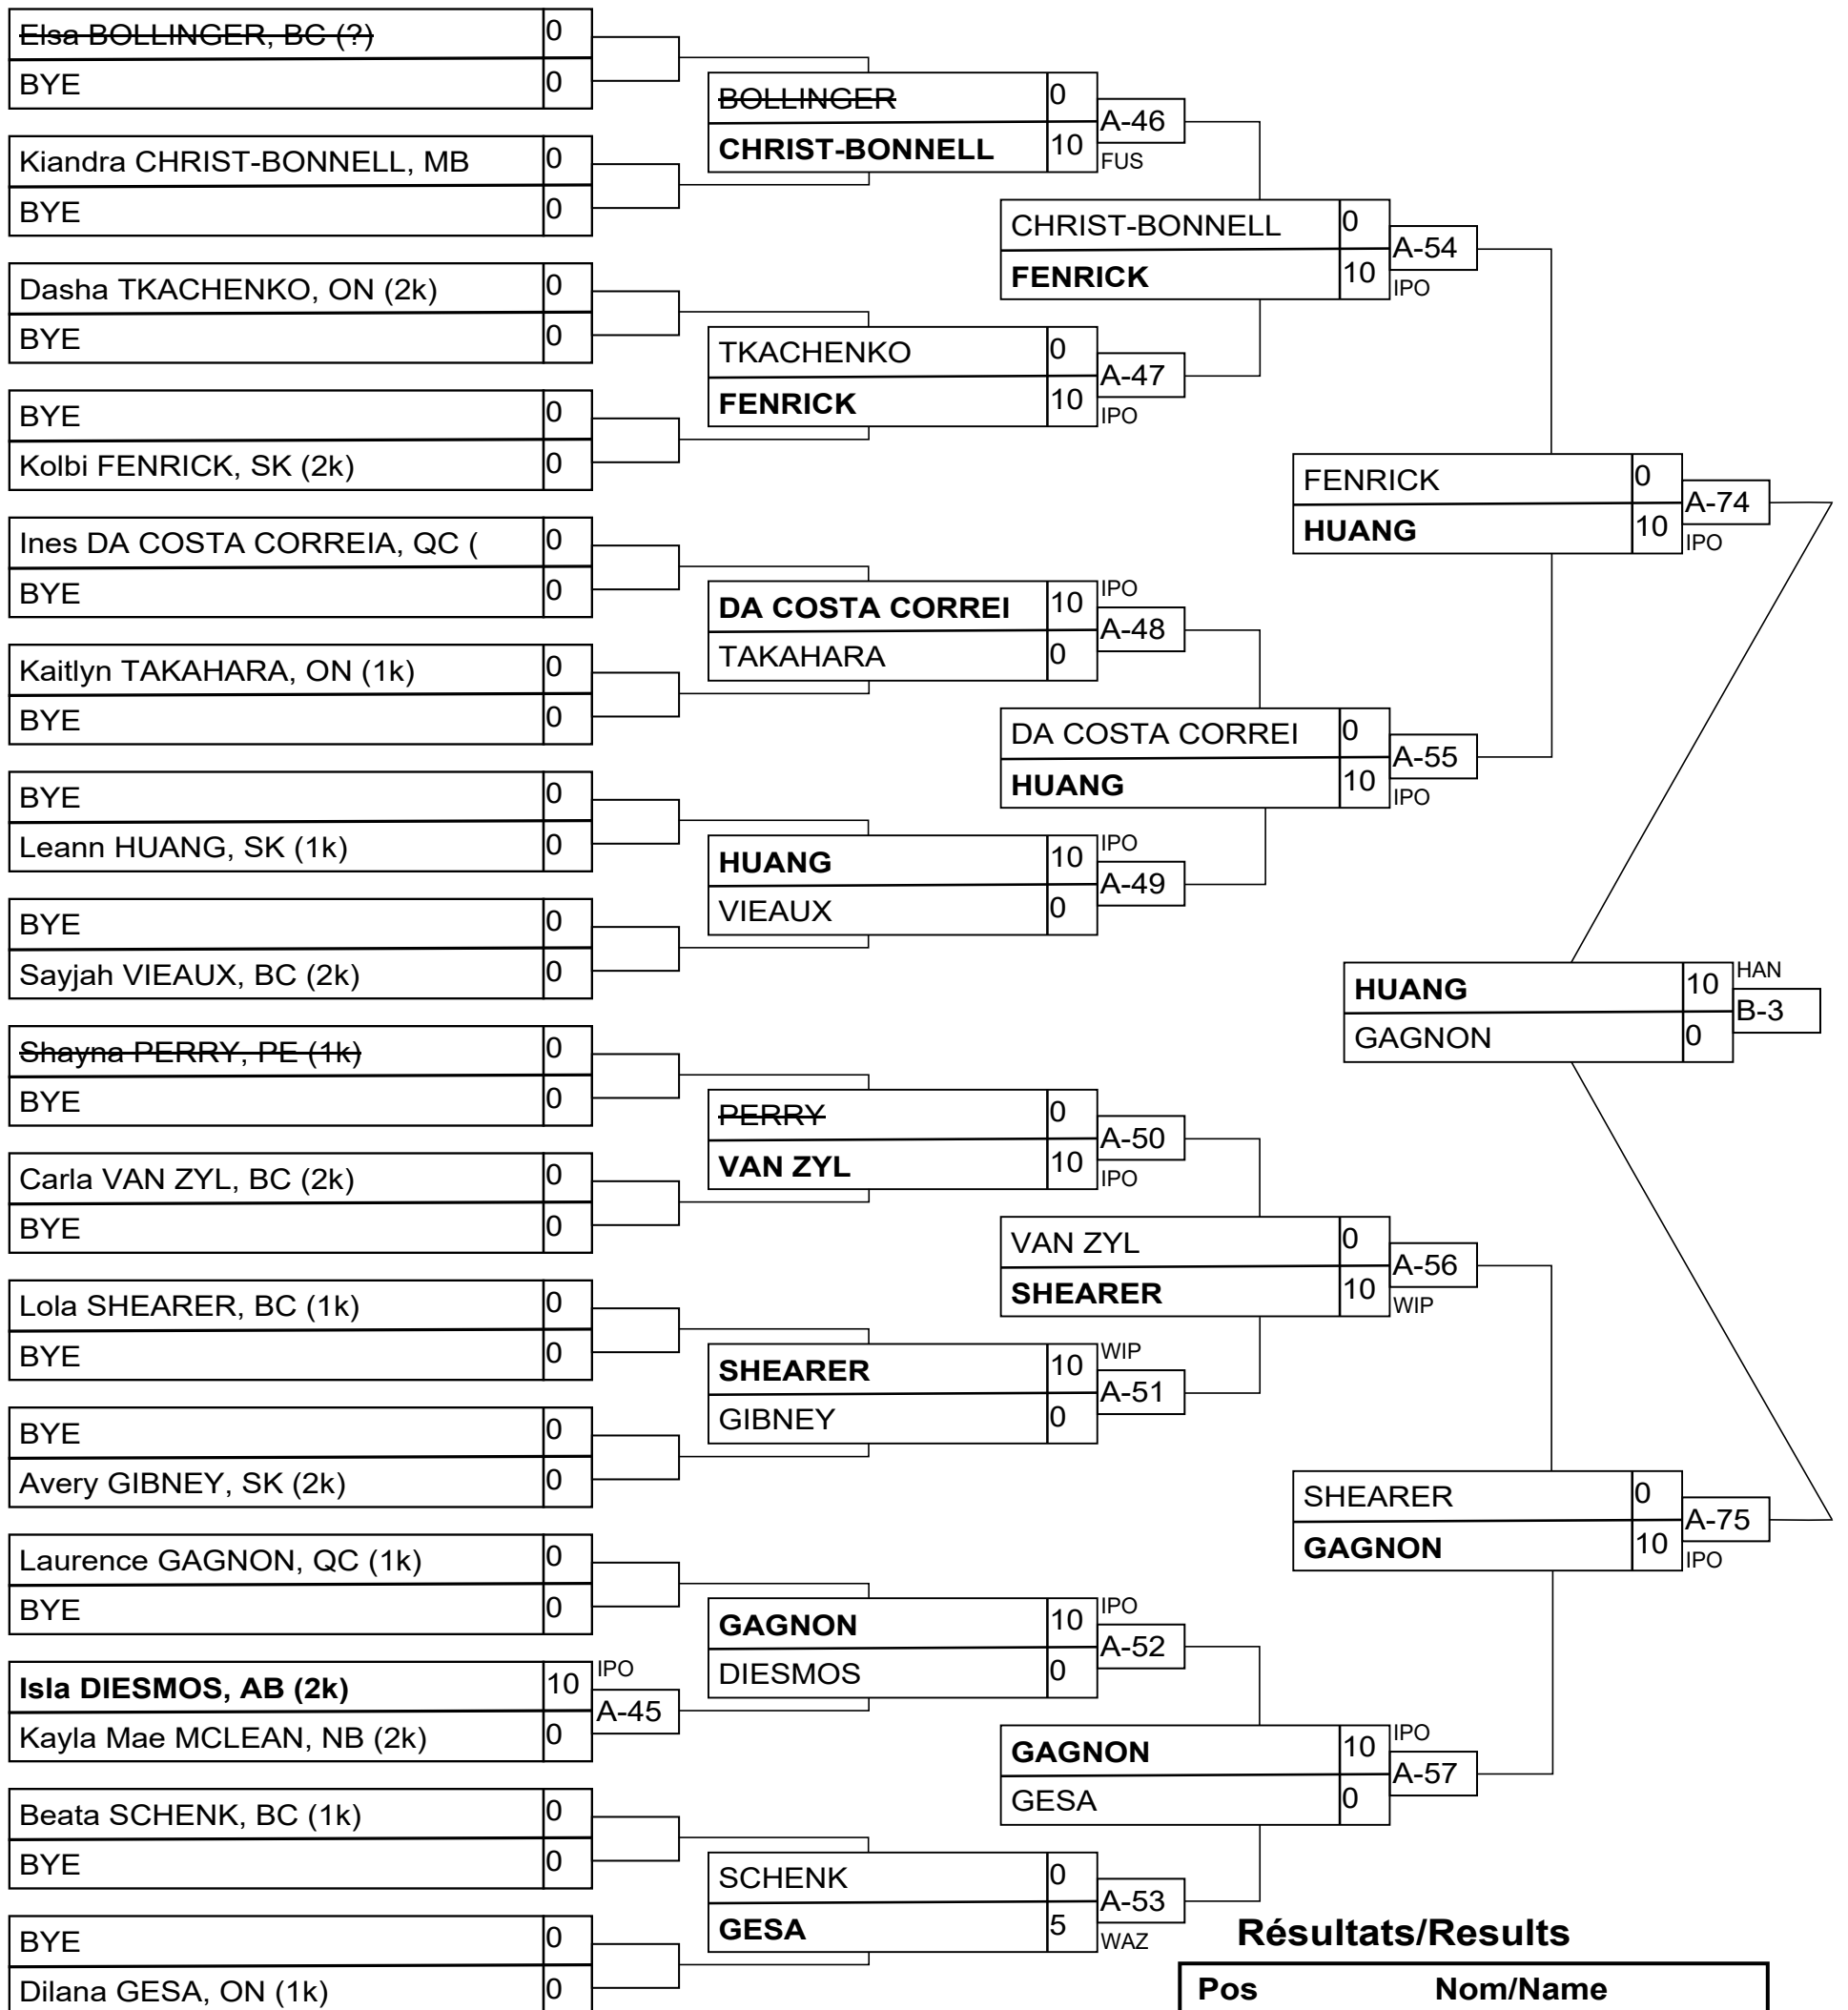 Elsa BOLLINGER, BC (?) 0
BYE 0
Kiandra CHRIST-BONNELL, MB 0
BYE 0
Dasha TKACHENKO, ON (2k) 0
BYE 0
BYE 0
Kolbi FENRICK, SK (2k) 0
Ines DA COSTA CORREIA, QC ( 0
BYE 0
Kaitlyn TAKAHARA, ON (1k) 0
BYE 0
BYE 0
Leann HUANG, SK (1k) 0
BYE 0
Sayjah VIEAUX, BC (2k) 0
Shayna PERRY, PE (1k) 0
BYE 0
Carla VAN ZYL, BC (2k) 0
BYE 0
Lola SHEARER, BC (1k) 0
BYE 0
BYE 0
Avery GIBNEY, SK (2k) 0
Laurence GAGNON, QC (1k) 0
BYE 0
Isla DIESMOS, AB (2k) 10 IPO
A-45
Kayla Mae MCLEAN, NB (2k) 0
Beata SCHENK, BC (1k) 0
BYE 0
BYE 0
Dilana GESA, ON (1k) 0
BOLLINGER 0
A-46
CHRIST-BONNELL 10 FUS
TKACHENKO 0
A-47
FENRICK 10 IPO
DA COSTA CORREI 10 IPO
A-48
TAKAHARA 0
HUANG 10 IPO
A-49
VIEAUX 0
PERRY 0
A-50
VAN ZYL 10 IPO
SHEARER 10 WIP
A-51
GIBNEY 0
GAGNON 10 IPO
A-52
DIESMOS 0
SCHENK 0
A-53
GESA 5 WAZ
CHRIST-BONNELL 0
A-54
FENRICK 10 IPO
DA COSTA CORREI 0
A-55
HUANG 10 IPO
VAN ZYL 0
A-56
SHEARER 10 WIP
GAGNON 10 IPO
A-57
GESA 0
FENRICK 0
A-74
HUANG 10 IPO
SHEARER 0
A-75
GAGNON 10 IPO
HUANG 10 HAN
B-3
GAGNON 0
Résultats/Results
Pos Nom/Name